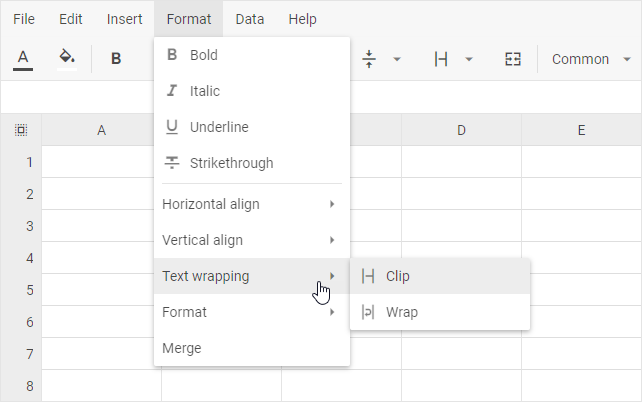 File Edit Insert Format Data Help
A B Common
Bold
Italic
Underline
Strikethrough
Horizontal align
Vertical align
Text wrapping
Format
Merge
Clip
Wrap
A D E
1
2
3
4
5
6
7
8